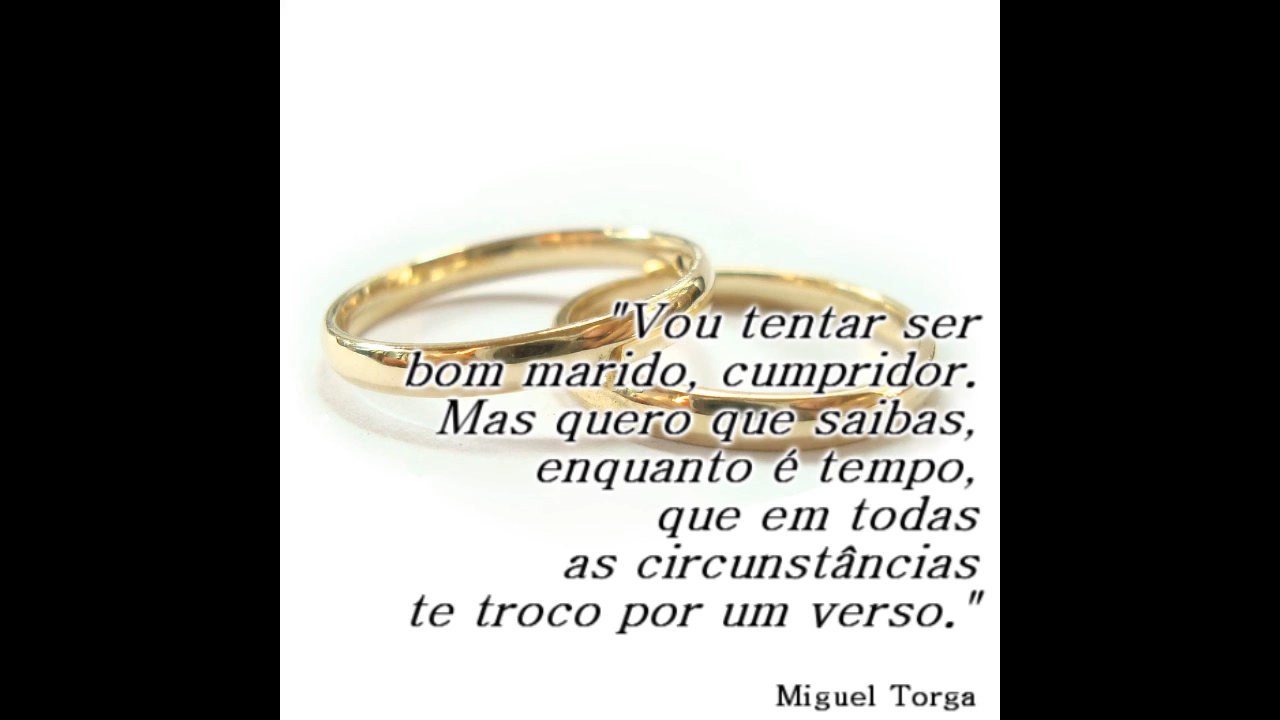 "Vou tentar ser
bom marido, cumpridor.
Mas quero que saibas,
enquanto é tempo,
que em todas
as circunstâncias
te troco por um verso."
Miguel Torga